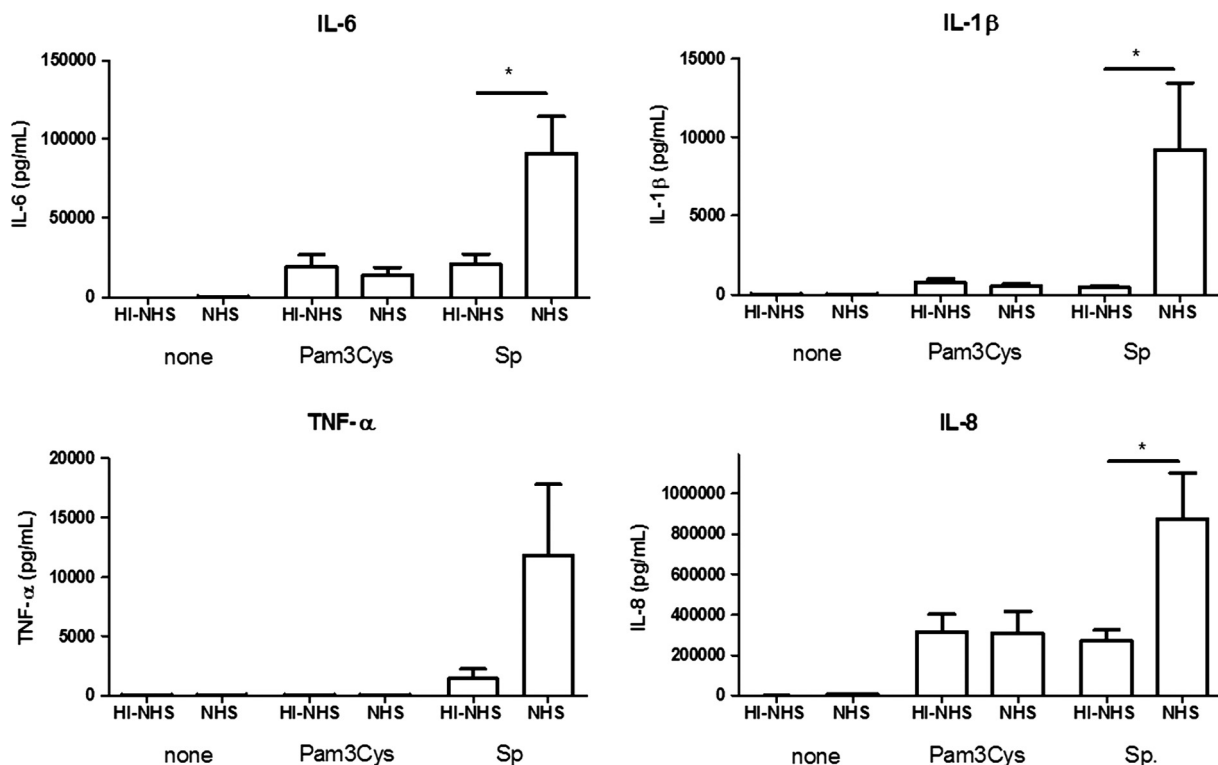 IL-6
*
150000
100000
50000
0
IL-6 (pg/mL)
HI-NHS NHS HI-NHS NHS HI-NHS NHS
none Pam3Cys Sp
IL-1β
*
15000
10000
5000
0
IL-1β (pg/mL)
HI-NHS NHS HI-NHS NHS HI-NHS NHS
none Pam3Cys Sp
TNF-α
20000
15000
10000
5000
0
TNF-α (pg/mL)
HI-NHS NHS HI-NHS NHS HI-NHS NHS
none Pam3Cys Sp
IL-8
*
1000000
800000
600000
400000
200000
0
IL-8 (pg/mL)
HI-NHS NHS HI-NHS NHS HI-NHS NHS
none Pam3Cys Sp.